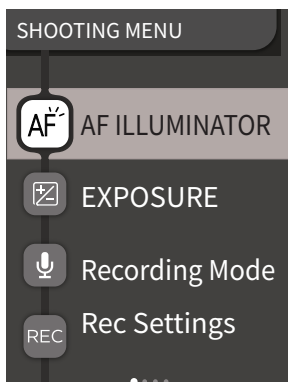 SHOOTING MENU
AF AF ILLUMINATOR
EXPOSURE
Recording Mode
REC Rec Settings